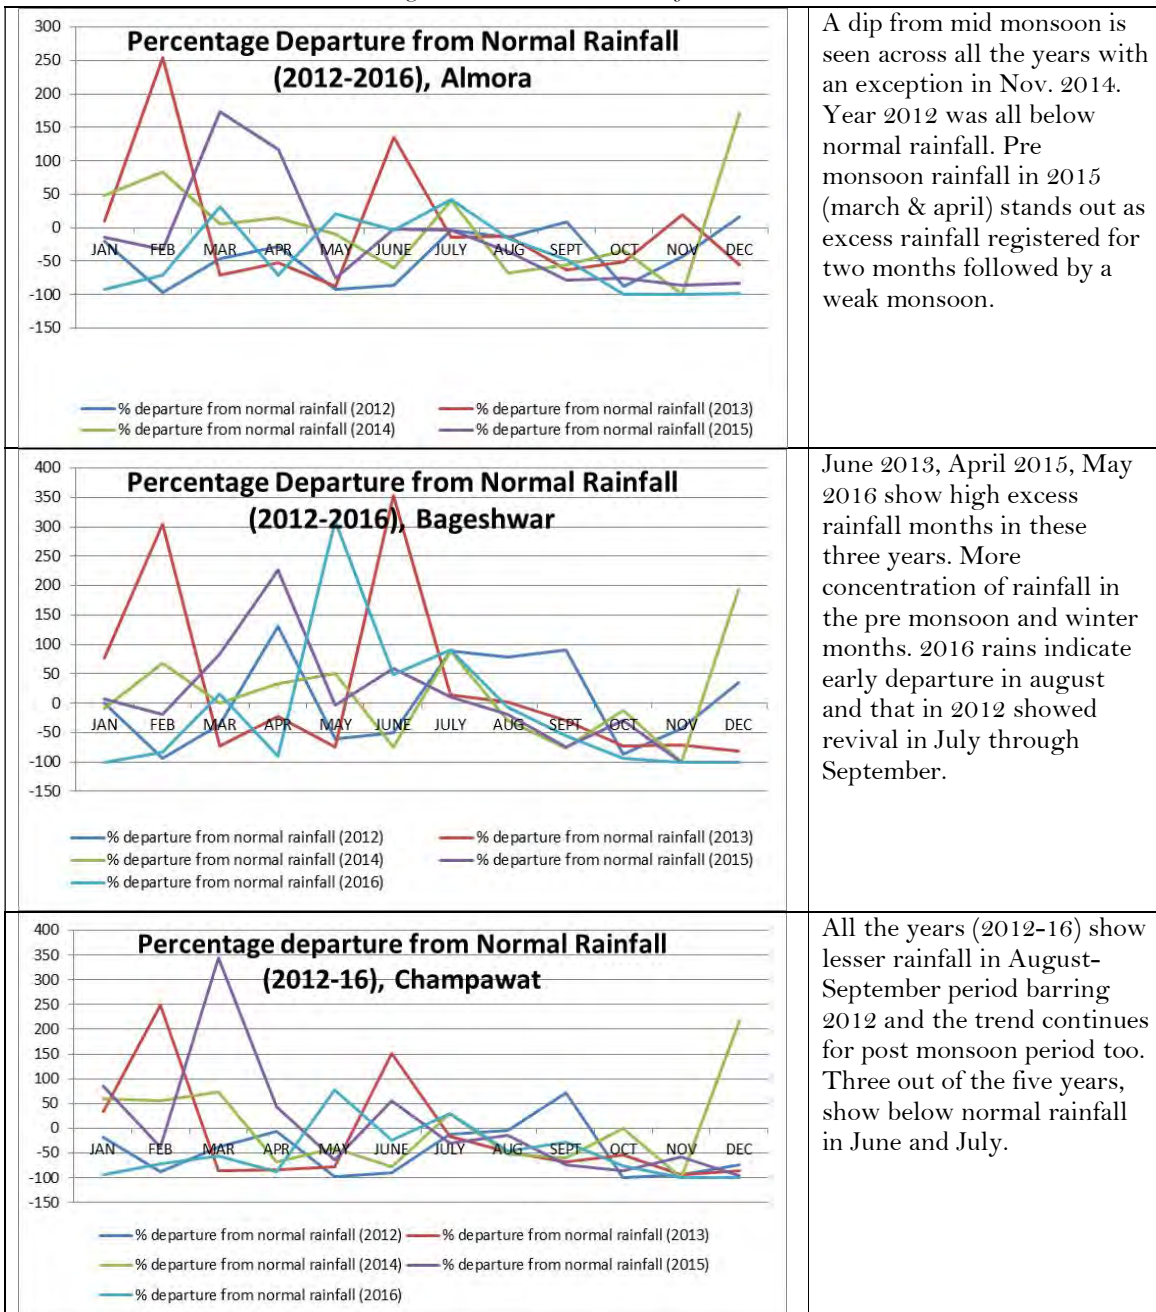 300
250
200
150
100
50
0
-50
-100
-150
Percentage Departure from Normal Rainfall
(2012-2016), Almora
JAN FEB MAR APR MAY JUNE JULY AUG SEPT OCT NOV DEC
% departure from normal rainfall (2012) % departure from normal rainfall (2013)
% departure from normal rainfall (2014) % departure from normal rainfall (2015)
A dip from mid monsoon is
seen across all the years with
an exception in Nov. 2014.
Year 2012 was all below
normal rainfall. Pre
monsoon rainfall in 2015
(march & april) stands out as
excess rainfall registered for
two months followed by a
weak monsoon.
400
350
300
250
200
150
100
50
0
-50
-100
-150
Percentage Departure from Normal Rainfall
(2012-2016), Bageshwar
JAN FEB MAR APR MAY JUNE JULY AUG SEPT OCT NOV DEC
% departure from normal rainfall (2012) % departure from normal rainfall (2013)
% departure from normal rainfall (2014) % departure from normal rainfall (2015)
% departure from normal rainfall (2016)
June 2013, April 2015, May
2016 show high excess
rainfall months in these
three years. More
concentration of rainfall in
the pre monsoon and winter
months. 2016 rains indicate
early departure in august
and that in 2012 showed
revival in July through
September.
400
350
300
250
200
150
100
50
0
-50
-100
-150
Percentage departure from Normal Rainfall
(2012-16), Champawat
JAN FEB MAR APR MAY JUNE JULY AUG SEPT OCT NOV DEC
% departure from normal rainfall (2012) % departure from normal rainfall (2013)
% departure from normal rainfall (2014) % departure from normal rainfall (2015)
% departure from normal rainfall (2016)
All the years (2012-16) show
lesser rainfall in August-
September period barring
2012 and the trend continues
for post monsoon period too.
Three out of the five years,
show below normal rainfall
in June and July.